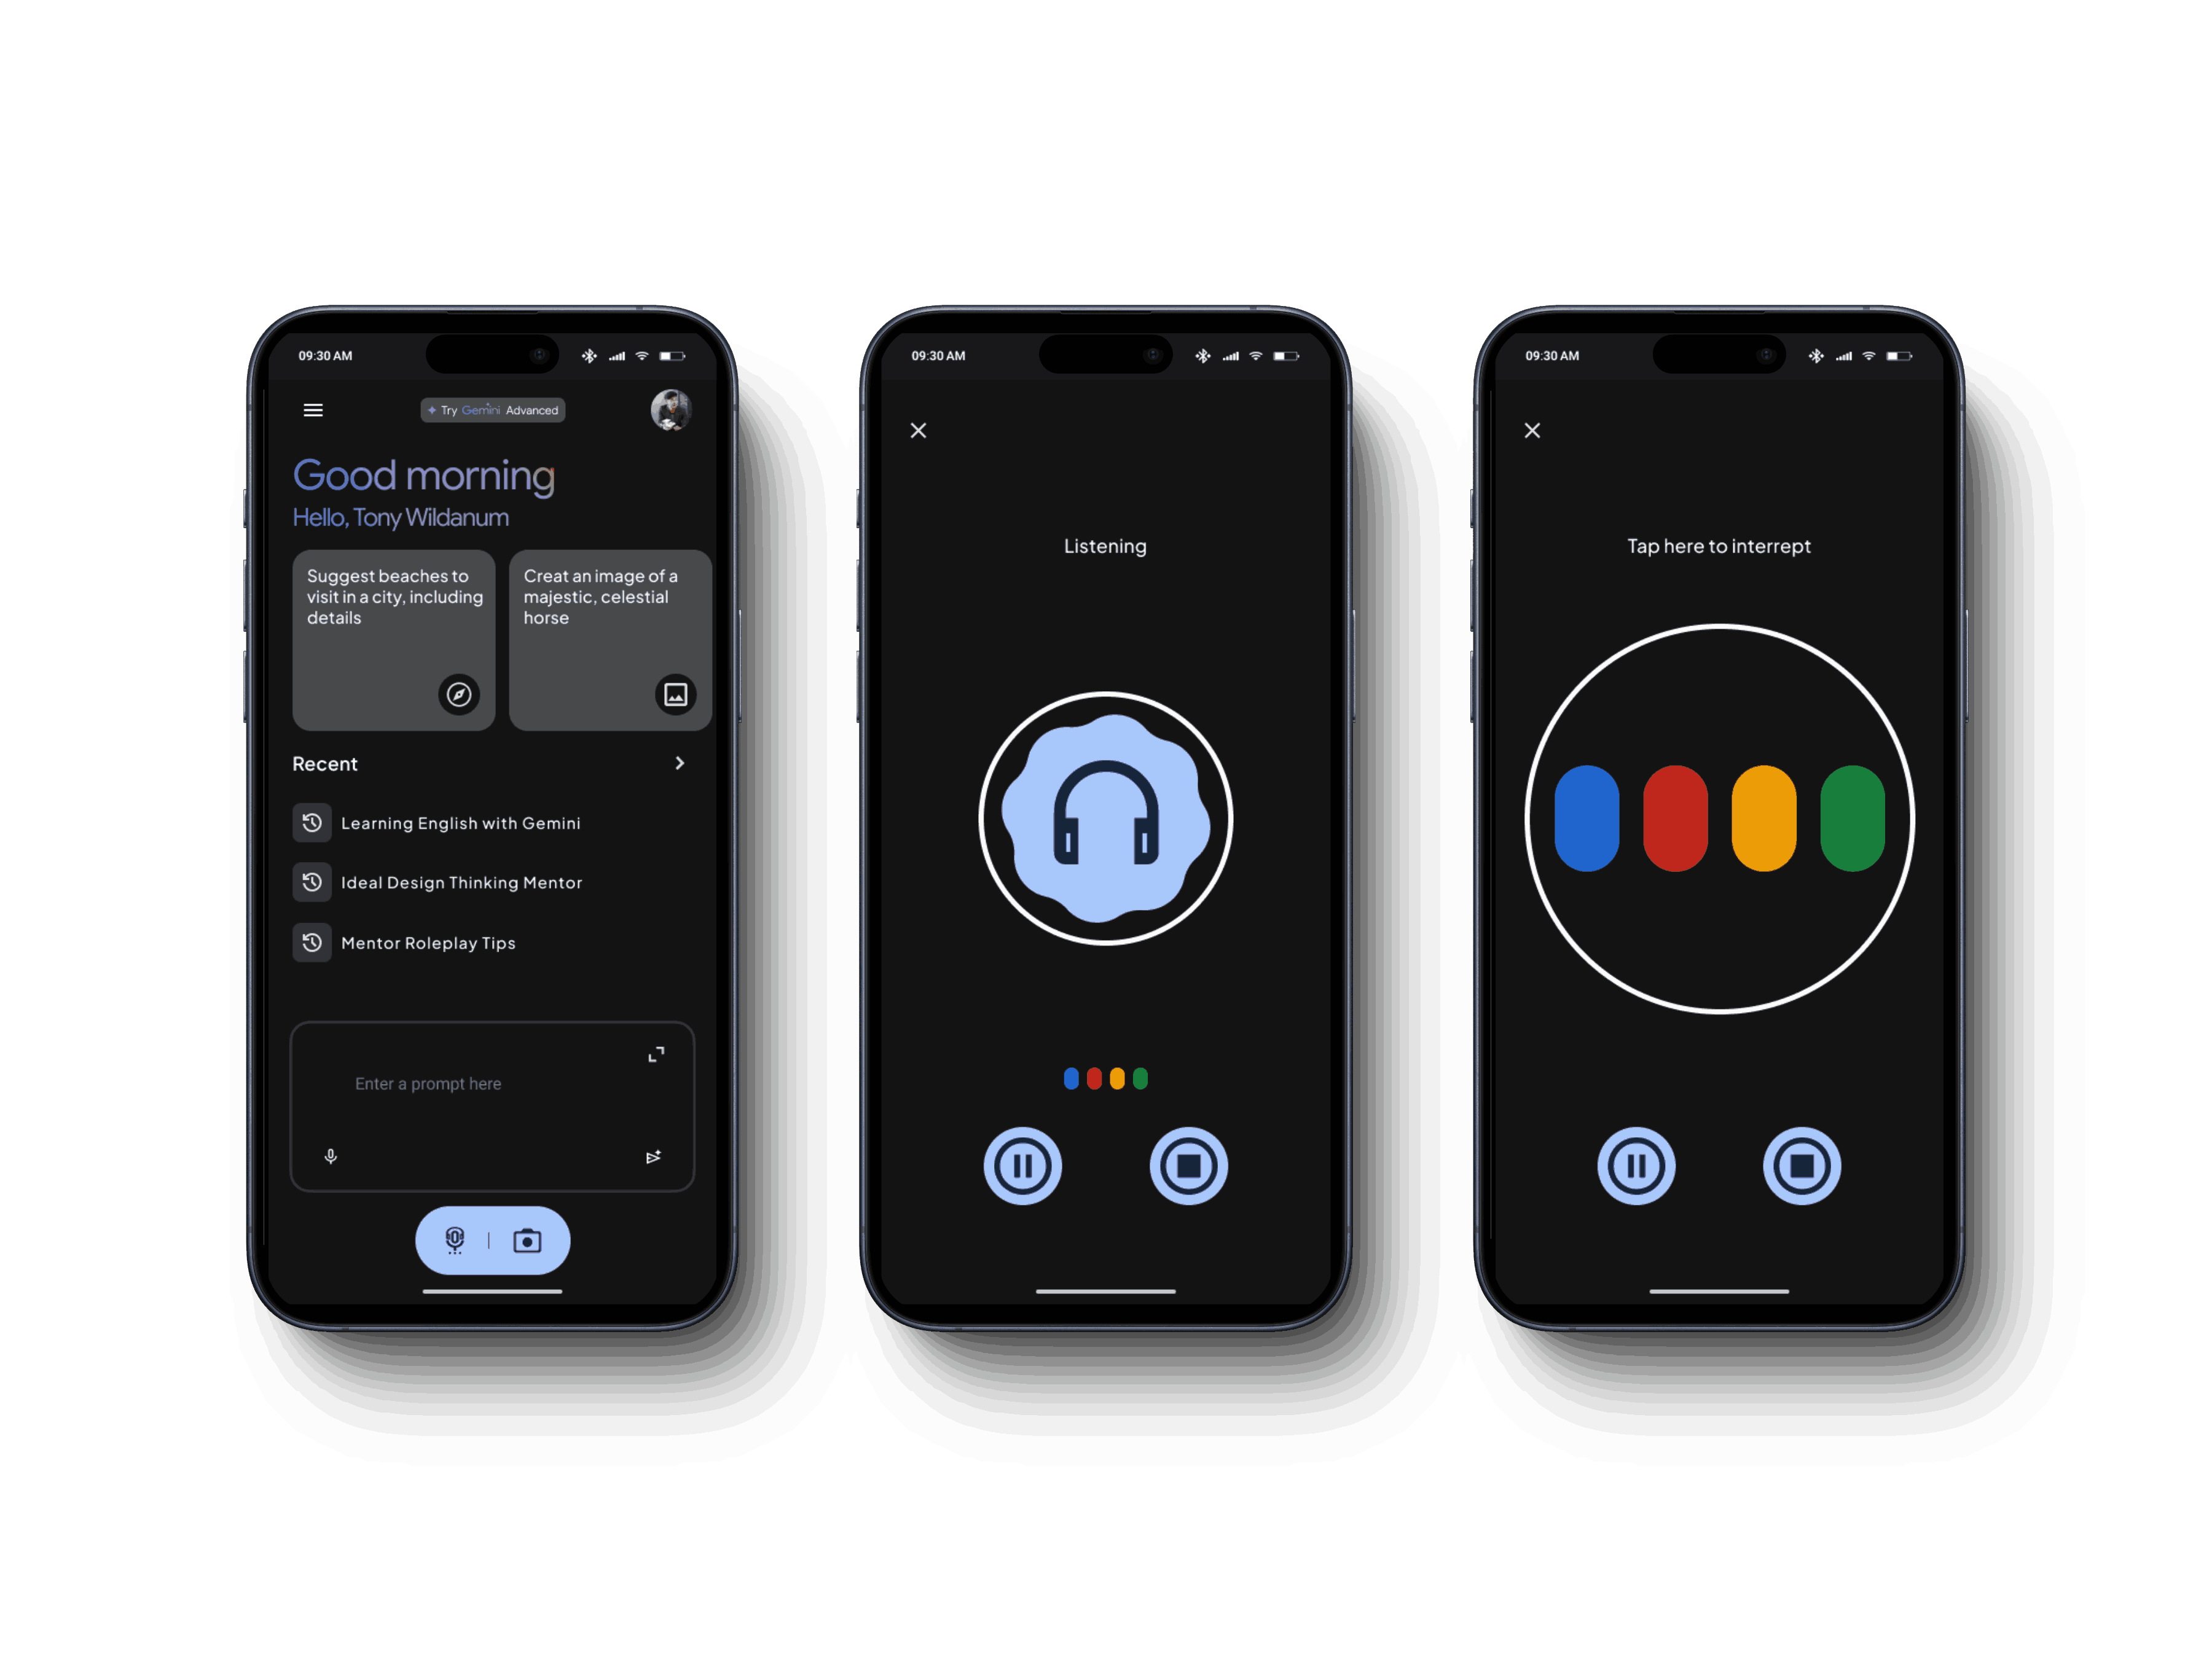 09:30 AM
Try Gemini Advanced
Good morning
Hello, Tony Wildanum
Suggest beaches to
visit in a city, including
details
Creat an image of a
majestic, celestial
horse
Recent
Learning English with Gemini
Ideal Design Thinking Mentor
Mentor Roleplay Tips
Enter a prompt here
09:30 AM
Listening
09:30 AM
Tap here to interrept